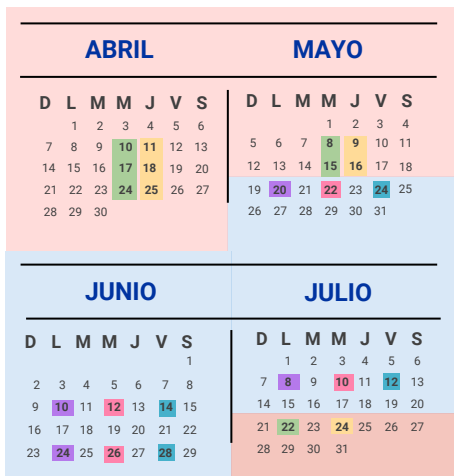 ABRIL
D L M M J V S
1 2 3 4 5 6
7 8 9 10 11 12 13
14 15 16 17 18 19 20
21 22 23 24 25 26 27
28 29 30
MAYO
D L M M J V S
1 2 3 4
5 6 7 8 9 10 11
12 13 14 15 16 17 18
19 20 21 22 23 24 25
26 27 28 29 30 31
JUNIO
D L M M J V S
1
2 3 4 5 6 7 8
9 10 11 12 13 14 15
16 17 18 19 20 21 22
23 24 25 26 27 28 29
JULIO
D L M M J V S
1 2 3 4 5 6
7 8 9 10 11 12 13
14 15 16 17 18 19 20
21 22 23 24 25 26 27
28 29 30 31